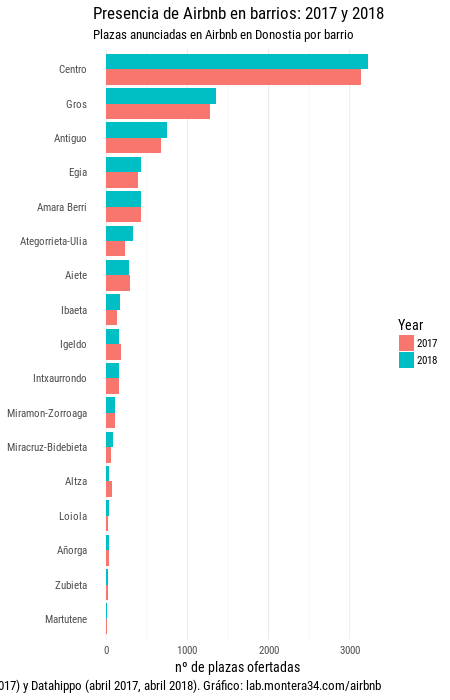 Presencia de Airbnb en barrios: 2017 y 2018
Plazas anunciadas en Airbnb en Donostia por barrio
Centro
Gros
Antiguo
Egia
Amara Berri
Ategorrieta-Ulia
Aiete
Ibaeta
Igeldo
Intxaurrondo
Miramon-Zorroaga
Miracruz-Bidebieta
Altza
Loiola
Añorga
Zubieta
Martutene
Year
2017
2018
0 1000 2000 3000
nº de plazas ofertadas
017) y Datahippo (abril 2017, abril 2018). Gráfico: lab.montera34.com/airbnb